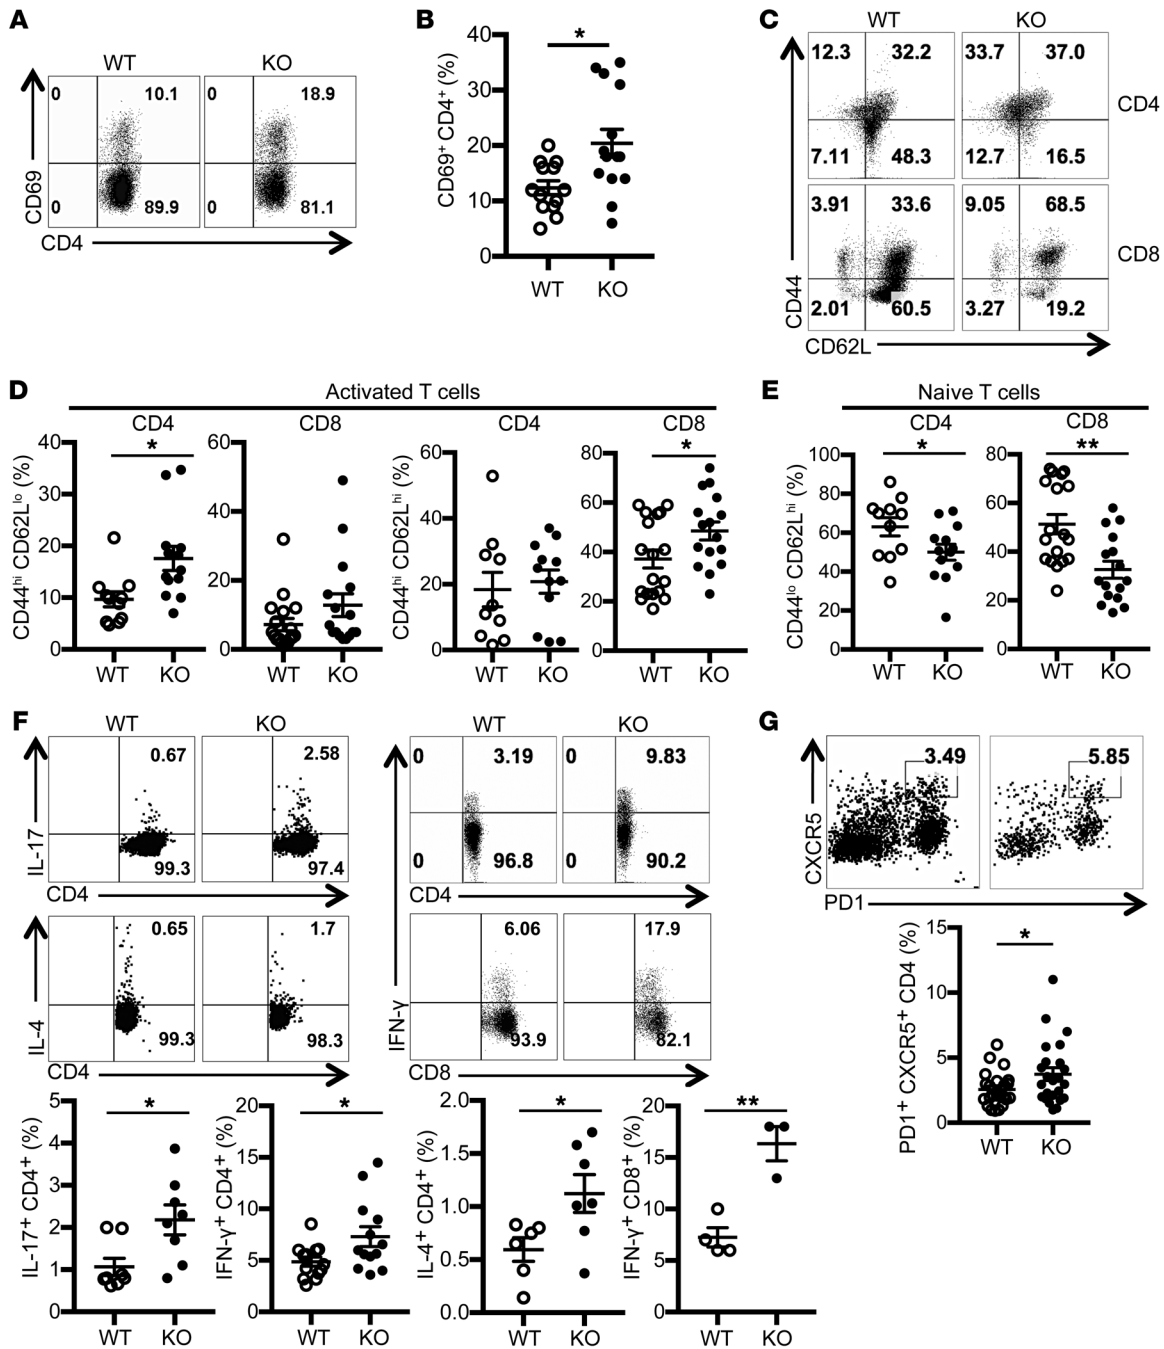 A
WT
KO
CD69
0
10.1
0
89.9
0
18.9
0
81.1
CD4
B
*
CD69⁺ CD4⁺ (%)
40
30
20
10
0
WT
KO
C
WT
KO
12.3
32.2
7.11
48.3
33.7
37.0
12.7
16.5
CD4
3.91
33.6
2.01
60.5
9.05
68.5
3.27
19.2
CD8
CD44
CD62L
D
Activated T cells
CD4
*
CD44ʰⁱ CD62Lˡᵒ (%)
40
30
20
10
0
WT
KO
CD8
60
40
20
0
WT
KO
CD4
CD44ʰⁱ CD62Lʰⁱ (%)
60
40
20
0
WT
KO
CD8
*
80
60
40
20
0
WT
KO
E
Naive T cells
CD4
*
CD44ˡᵒ CD62Lʰⁱ (%)
100
80
60
40
20
0
WT
KO
CD8
**
80
60
40
20
0
WT
KO
F
WT
KO
IL-17
0.67
99.3
2.58
97.4
CD4
IL-4
0.65
99.3
1.7
98.3
CD4
WT
KO
IFN-γ
0
3.19
0
96.8
0
9.83
0
90.2
CD4
6.06
93.9
17.9
82.1
CD8
*
IL-17⁺ CD4⁺ (%)
5
4
3
2
1
0
WT
KO
*
IFN-γ⁺ CD4⁺ (%)
20
15
10
5
0
WT
KO
*
IL-4⁺ CD4⁺ (%)
2.0
1.5
1.0
0.5
0.0
WT
KO
**
IFN-γ⁺ CD8⁺ (%)
20
15
10
5
0
WT
KO
G
3.49
5.85
CXCR5
PD1
*
PD1⁺ CXCR5⁺ CD4 (%)
15
10
5
0
WT
KO